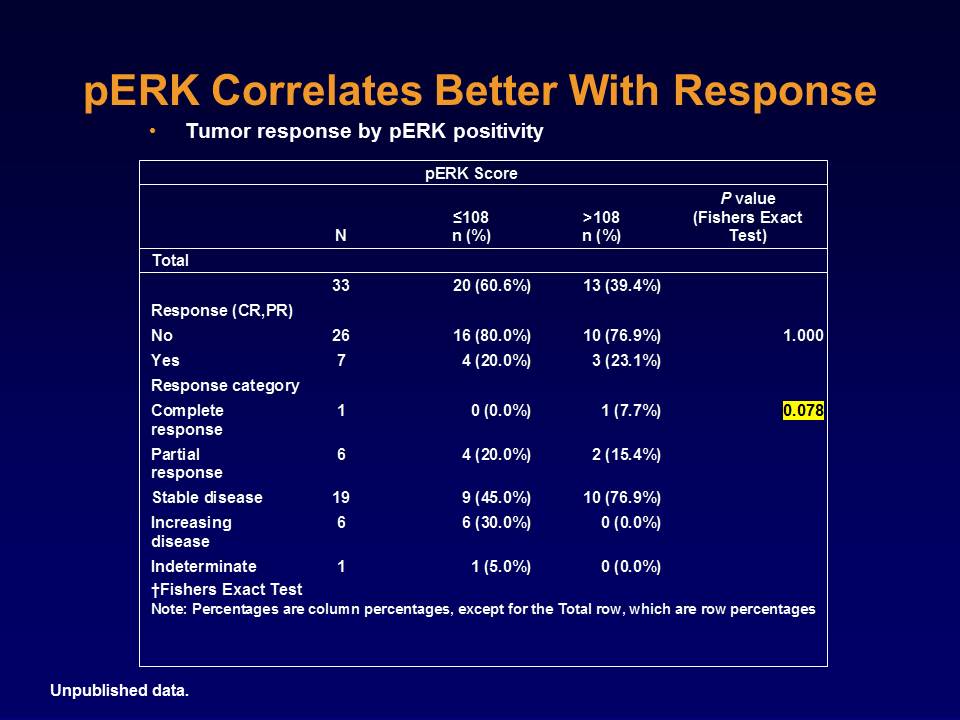 pERK Correlates Better With Response
• Tumor response by pERK positivity
pERK Score
P value
≤108 >108 (Fishers Exact
N n (%) n (%) Test)
Total
33 20 (60.6%) 13 (39.4%)
Response (CR,PR)
No 26 16 (80.0%) 10 (76.9%) 1.000
Yes 7 4 (20.0%) 3 (23.1%)
Response category
Complete 1 0 (0.0%) 1 (7.7%) 0.078
response
Partial 6 4 (20.0%) 2 (15.4%)
response
Stable disease 19 9 (45.0%) 10 (76.9%)
Increasing 6 6 (30.0%) 0 (0.0%)
disease
Indeterminate 1 1 (5.0%) 0 (0.0%)
†Fishers Exact Test
Note: Percentages are column percentages, except for the Total row, which are row percentages
Unpublished data.